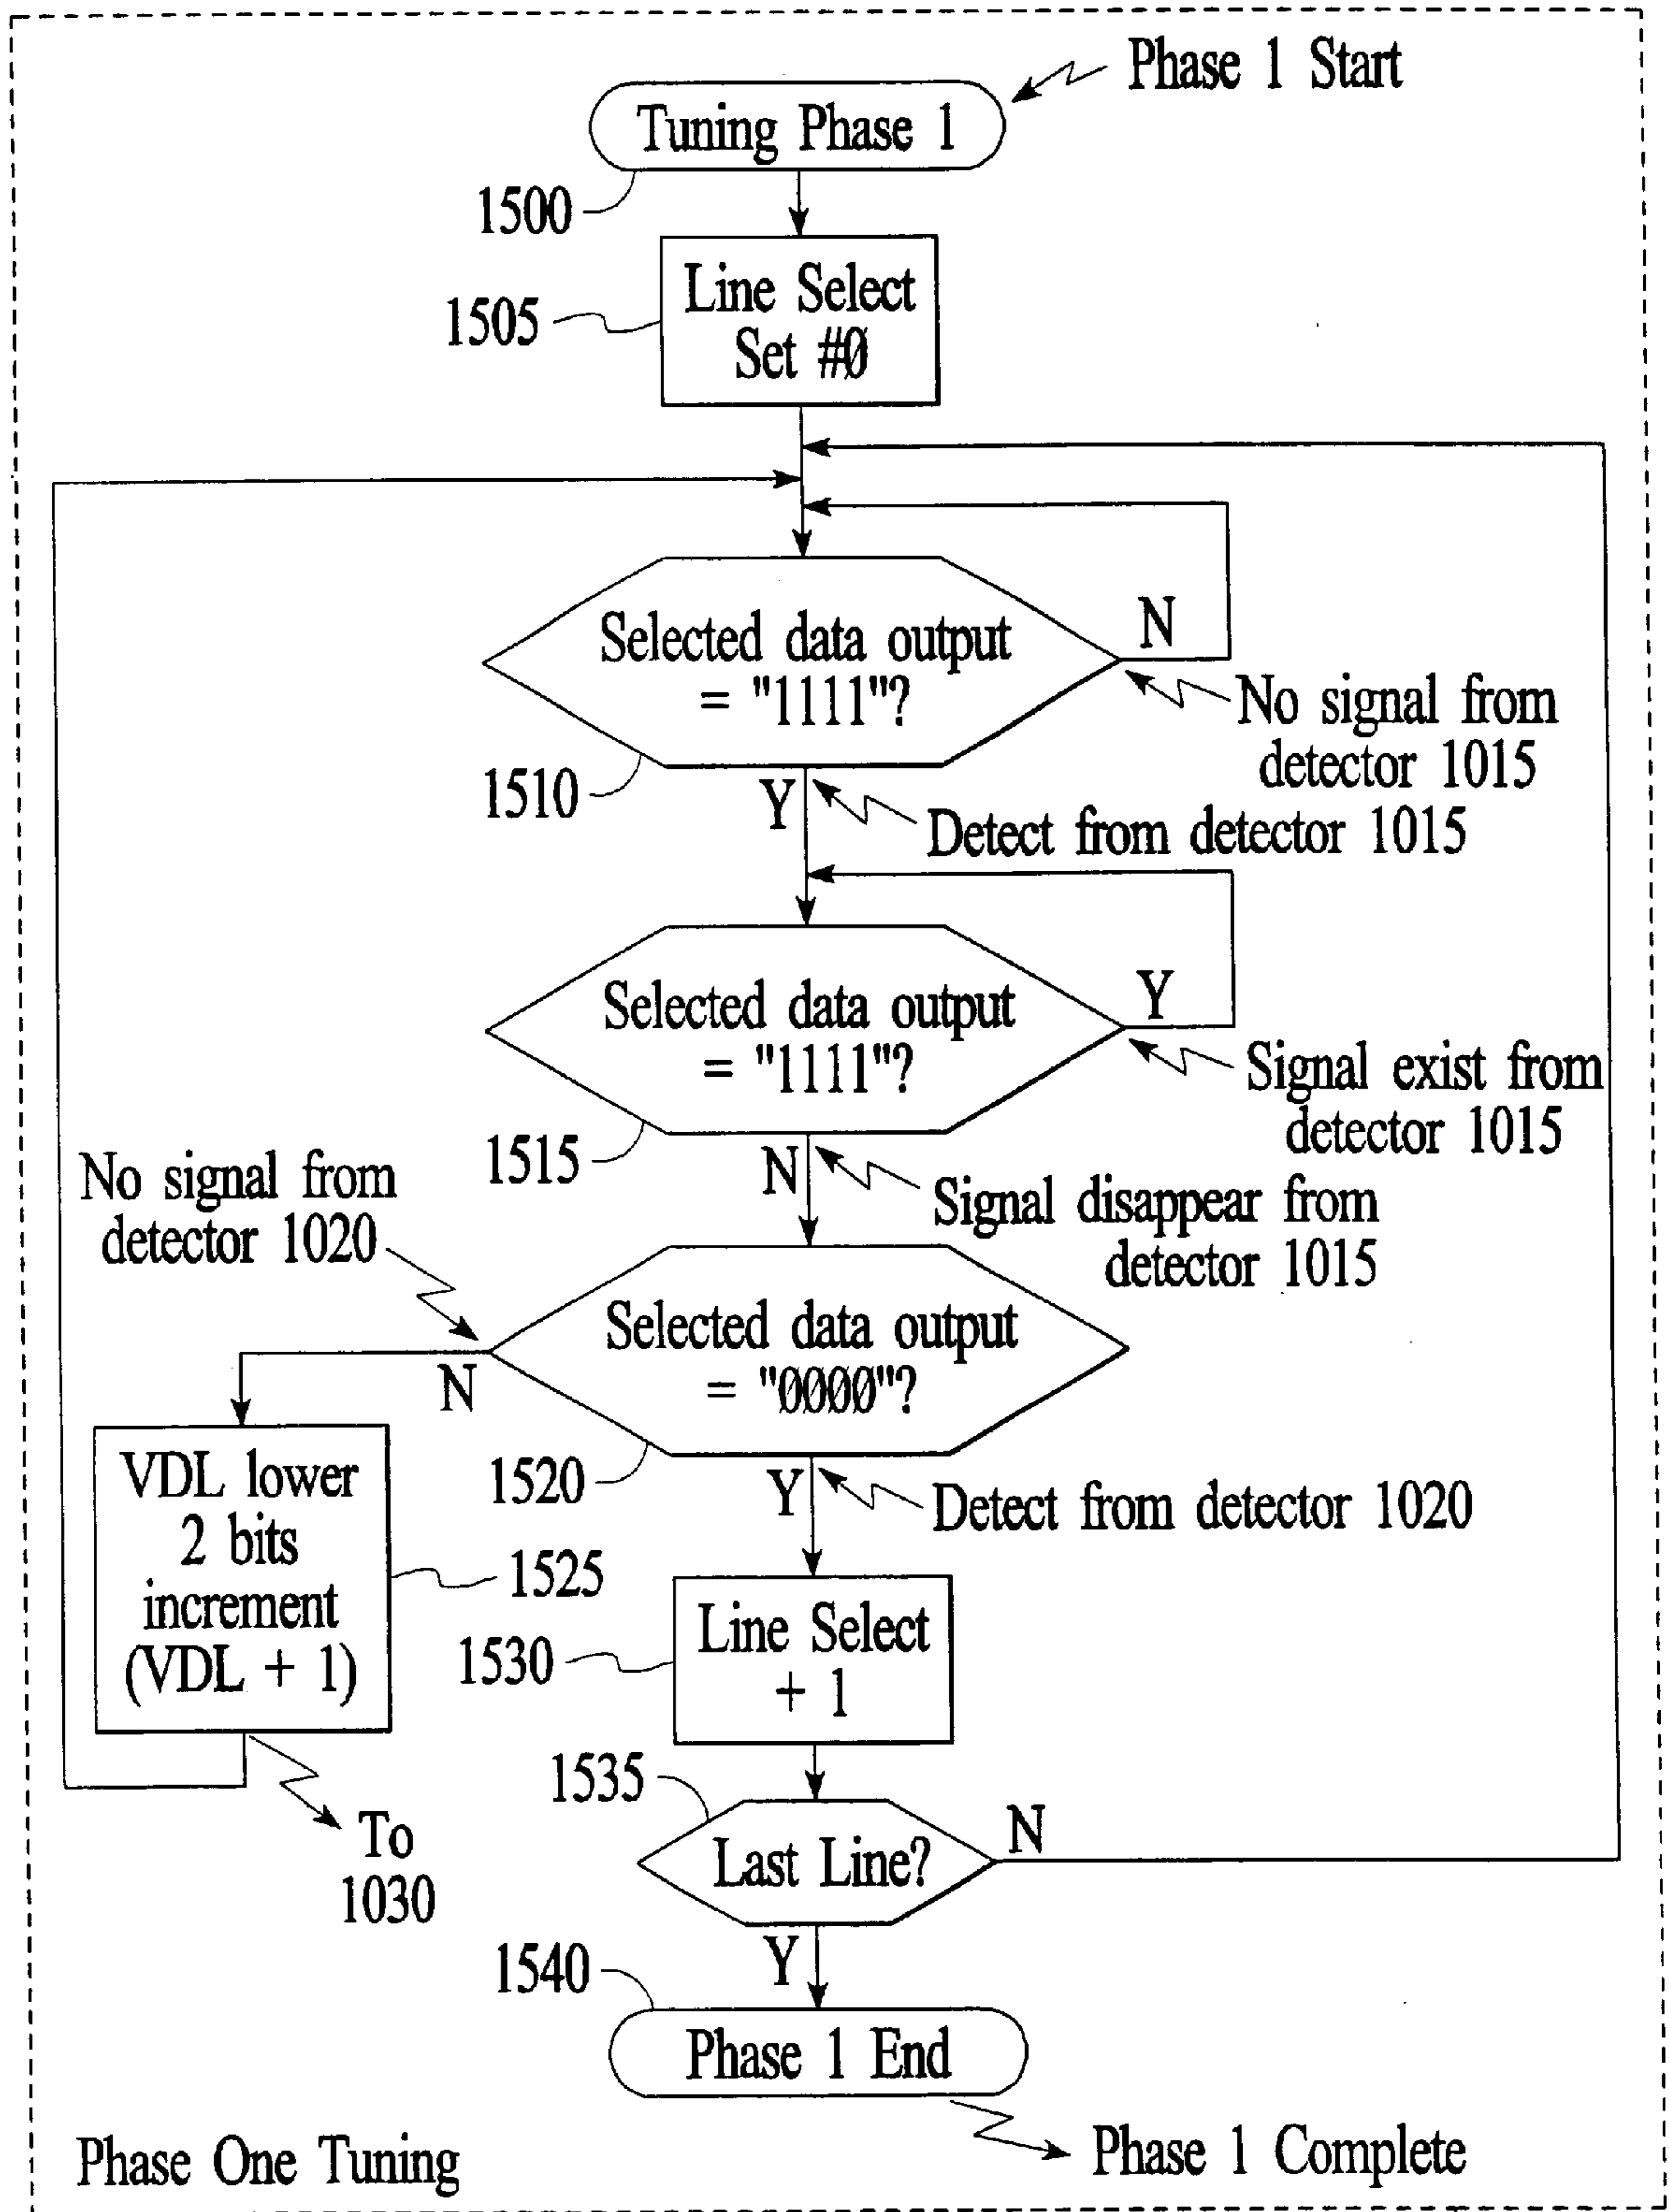 Phase 1 Start
Tuning Phase 1
1500
Line Select
Set #0
1505
Selected data output
= "1111"?
N
No signal from
detector 1015
1510
Y
Detect from detector 1015
Selected data output
= "1111"?
Y
Signal exist from
detector 1015
1515
N
Signal disappear from
detector 1015
No signal from
detector 1020
Selected data output
= "0000"?
N
1520
Y
Detect from detector 1020
VDL lower
2 bits
increment
(VDL + 1)
1525
To
1030
Line Select
+ 1
1530
1535
Last Line?
N
Y
1540
Phase 1 End
Phase 1 Complete
Phase One Tuning